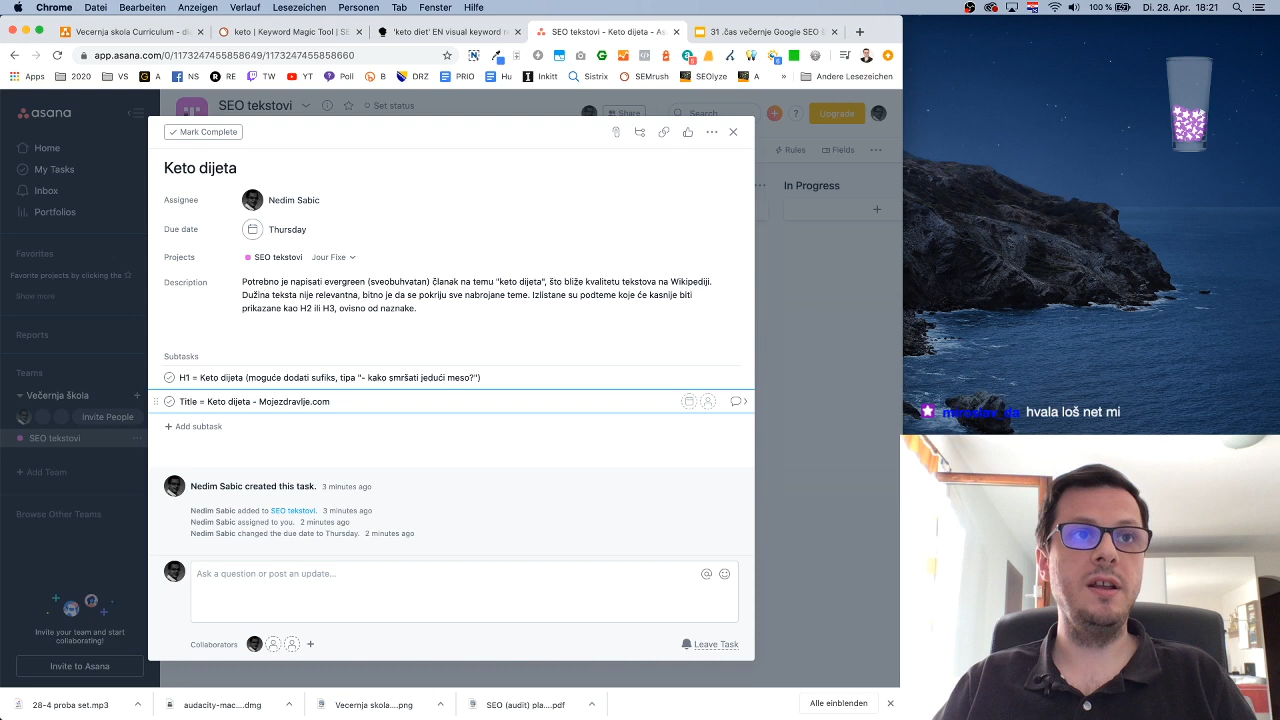 Chrome Datei Bearbeiten Anzeigen Verlauf Lesezeichen Personen Tab Fenster Hilfe
100 % Di. 28. Apr. 18:21
Vecernja skola Curriculum - di
keto | Keyword Magic Tool | SE
'keto diet' EN visual keyword r
SEO tekstovi - Keto dijeta - As
31 .čas večernje Google SEO š
app.asana.com/0/1173247455858660/1173247455858666
Apps 2020 VS NS RE TW YT Poll B DRZ PRIO Hu Inkitt Sistrix SEMrush SEOlyze A » Andere Lesezeichen
asana
SEO tekstovi
Set status
Share
Search
?
Upgrade
Home
My Tasks
Inbox
Portfolios
Favorites
Favorite projects by clicking the
Show more
Reports
Teams
Večernja škola
Invite People
SEO tekstovi
Add Team
Browse Other Teams
Invite your team and start
collaborating!
Invite to Asana
Rules
Fields
In Progress
Mark Complete
Keto dijeta
Assignee
Nedim Sabic
Due date
Thursday
Projects
SEO tekstovi
Jour Fixe
Description
Potrebno je napisati evergreen (sveobuhvatan) članak na temu "keto dijeta", što bliže kvalitetu tekstova na Wikipediji.
Dužina teksta nije relevantna, bitno je da se pokriju sve nabrojane teme. Izlistane su podteme koje će kasnije biti
prikazane kao H2 ili H3, ovisno od naznake.
Subtasks
H1 = Keto dijeta (moguće dodati sufiks, tipa "- kako smršati jedući meso?")
Title = Keto dijeta - Mojezdravlje.com
Add subtask
Nedim Sabic created this task. 3 minutes ago
Nedim Sabic added to SEO tekstovi. 3 minutes ago
Nedim Sabic assigned to you. 2 minutes ago
Nedim Sabic changed the due date to Thursday. 2 minutes ago
Ask a question or post an update...
Collaborators
Leave Task
hvala loš net mi
28-4 proba set.mp3
audacity-mac....dmg
Vecernja skola....png
SEO (audit) pla....pdf
Alle einblenden